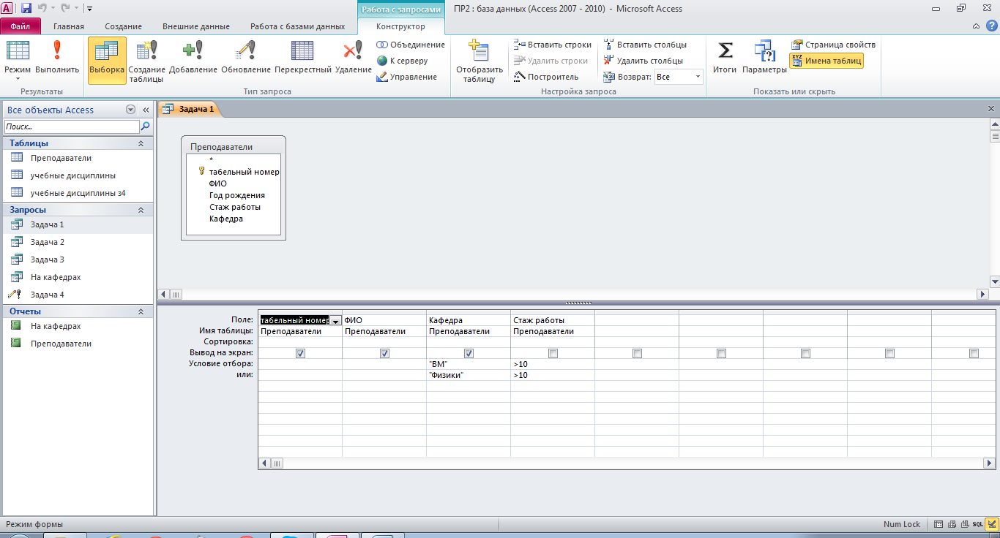 Работа с запросами
ПР2 : база данных (Access 2007 - 2010) - Microsoft Access
Файл Главная Создание Внешние данные Работа с базами данных Конструктор
Режим Выполнить Выборка Создание таблицы Добавление Обновление Перекрестный Удаление
Объединение
К серверу
Управление
Отобразить таблицу
Вставить строки
Удалить строки
Построитель
Вставить столбцы
Удалить столбцы
Возврат: Все
Итоги Параметры
Страница свойств
XYZ Имена таблиц
Результаты Тип запроса Настройка запроса Показать или скрыть
Все объекты Access
Поиск...
Таблицы
Преподаватели
учебные дисциплины
учебные дисциплины з4
Запросы
Задача 1
Задача 2
Задача 3
На кафедрах
Задача 4
Отчеты
На кафедрах
Преподаватели
Задача 1
Преподаватели
*
табельный номер
ФИО
Год рождения
Стаж работы
Кафедра
Поле: табельный номер ФИО Кафедра Стаж работы
Имя таблицы: Преподаватели Преподаватели Преподаватели Преподаватели
Сортировка:
Вывод на экран:
Условие отбора: "ВМ" >10
или: "Физики" >10
Режим формы
Num Lock
SQL